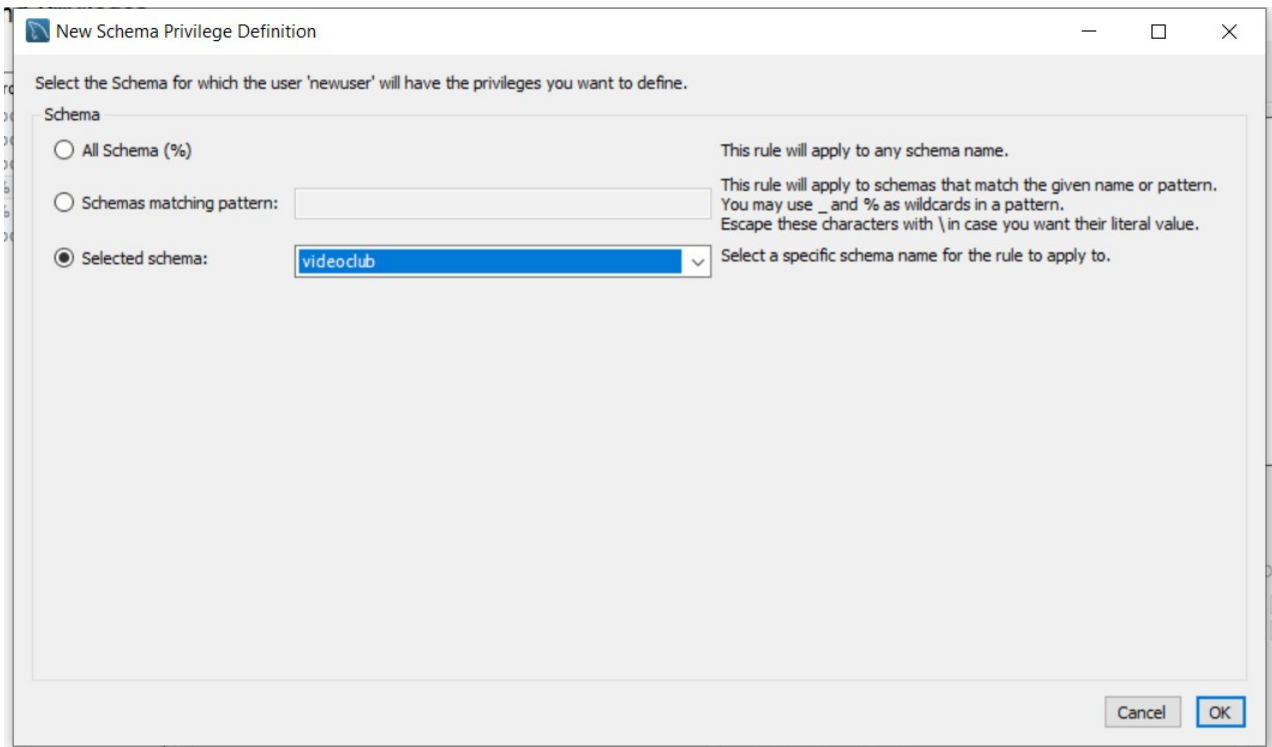 New Schema Privilege Definition
Select the Schema for which the user 'newuser' will have the privileges you want to define.
Schema
All Schema (%)
This rule will apply to any schema name.
Schemas matching pattern:
This rule will apply to schemas that match the given name or pattern.
You may use _ and % as wildcards in a pattern.
Escape these characters with \ in case you want their literal value.
Selected schema:
videoclub
Select a specific schema name for the rule to apply to.
Cancel
OK